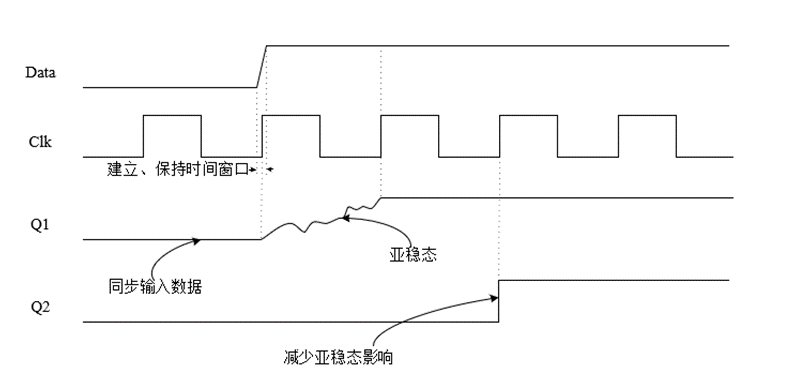 Data
Clk
建立、保持时间窗口
Q1
亚稳态
同步输入数据
Q2
减少亚稳态影响